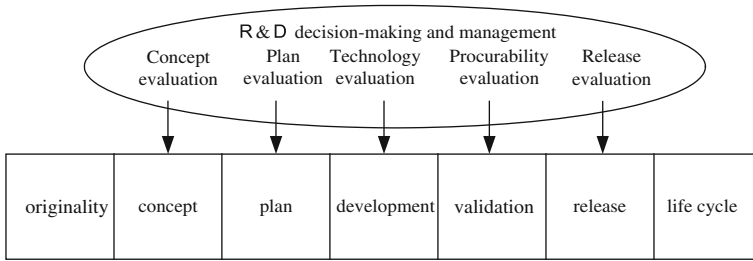 R & D decision-making and management
Concept Plan Technology Procurability Release
evaluation evaluation evaluation evaluation evaluation
originality concept plan development validation release life cycle